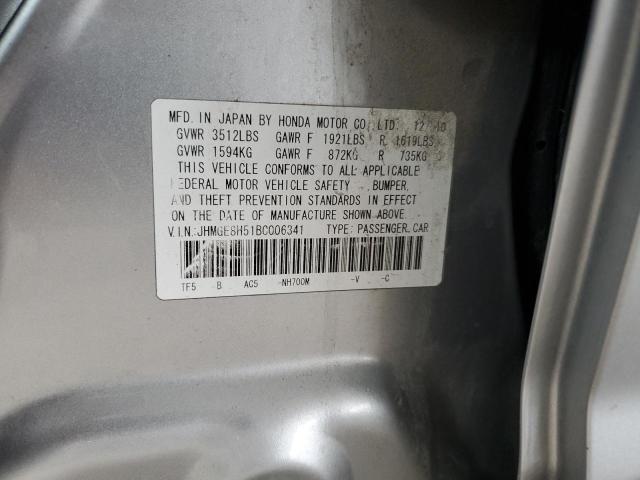 MFD. IN JAPAN BY HONDA MOTOR CO., LTD. 12 10
GVWR 3512LBS GAWR F 1921LBS R 1619LBS
GVWR 1594KG GAWR F 872KG R 735KG
THIS VEHICLE CONFORMS TO ALL APPLICABLE
FEDERAL MOTOR VEHICLE SAFETY, BUMPER,
AND THEFT PREVENTION STANDARDS IN EFFECT
ON THE DATE OF MANUFACTURE SHOWN ABOVE.
V.I.N.:JHMGE8H51BC006341 TYPE: PASSENGER CAR
TF5 -B AC5 -NH700M -V -C